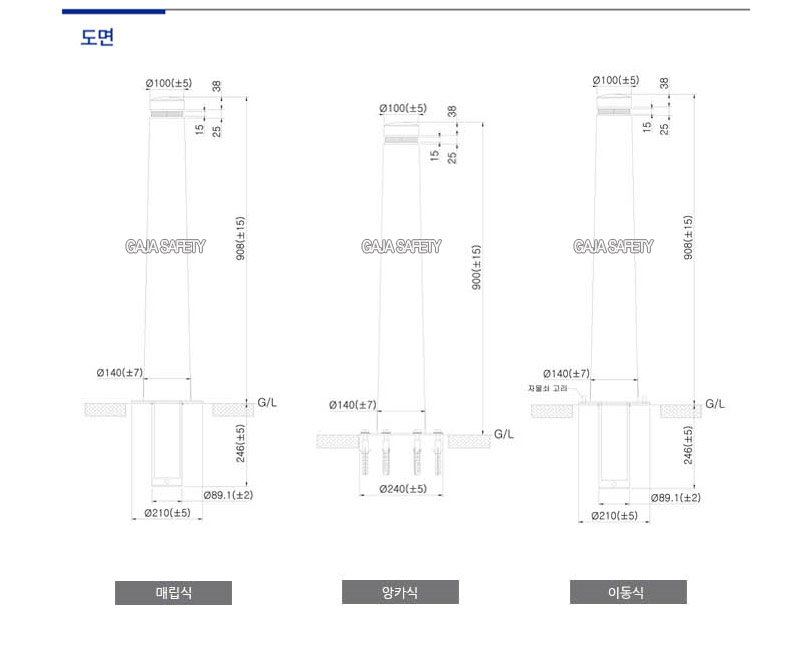 도면
Ø100(±5)
38
15
25
GAJA SAFETY
908(±15)
Ø140(±7)
G/L
246(±5)
Ø89.1(±2)
Ø210(±5)
매립식
Ø100(±5)
38
15
25
GAJA SAFETY
900(±15)
Ø140(±7)
G/L
Ø240(±5)
앙카식
Ø100(±5)
38
15
25
GAJA SAFETY
908(±15)
Ø140(±7)
자물쇠 고리
G/L
246(±5)
Ø89.1(±2)
Ø210(±5)
이동식